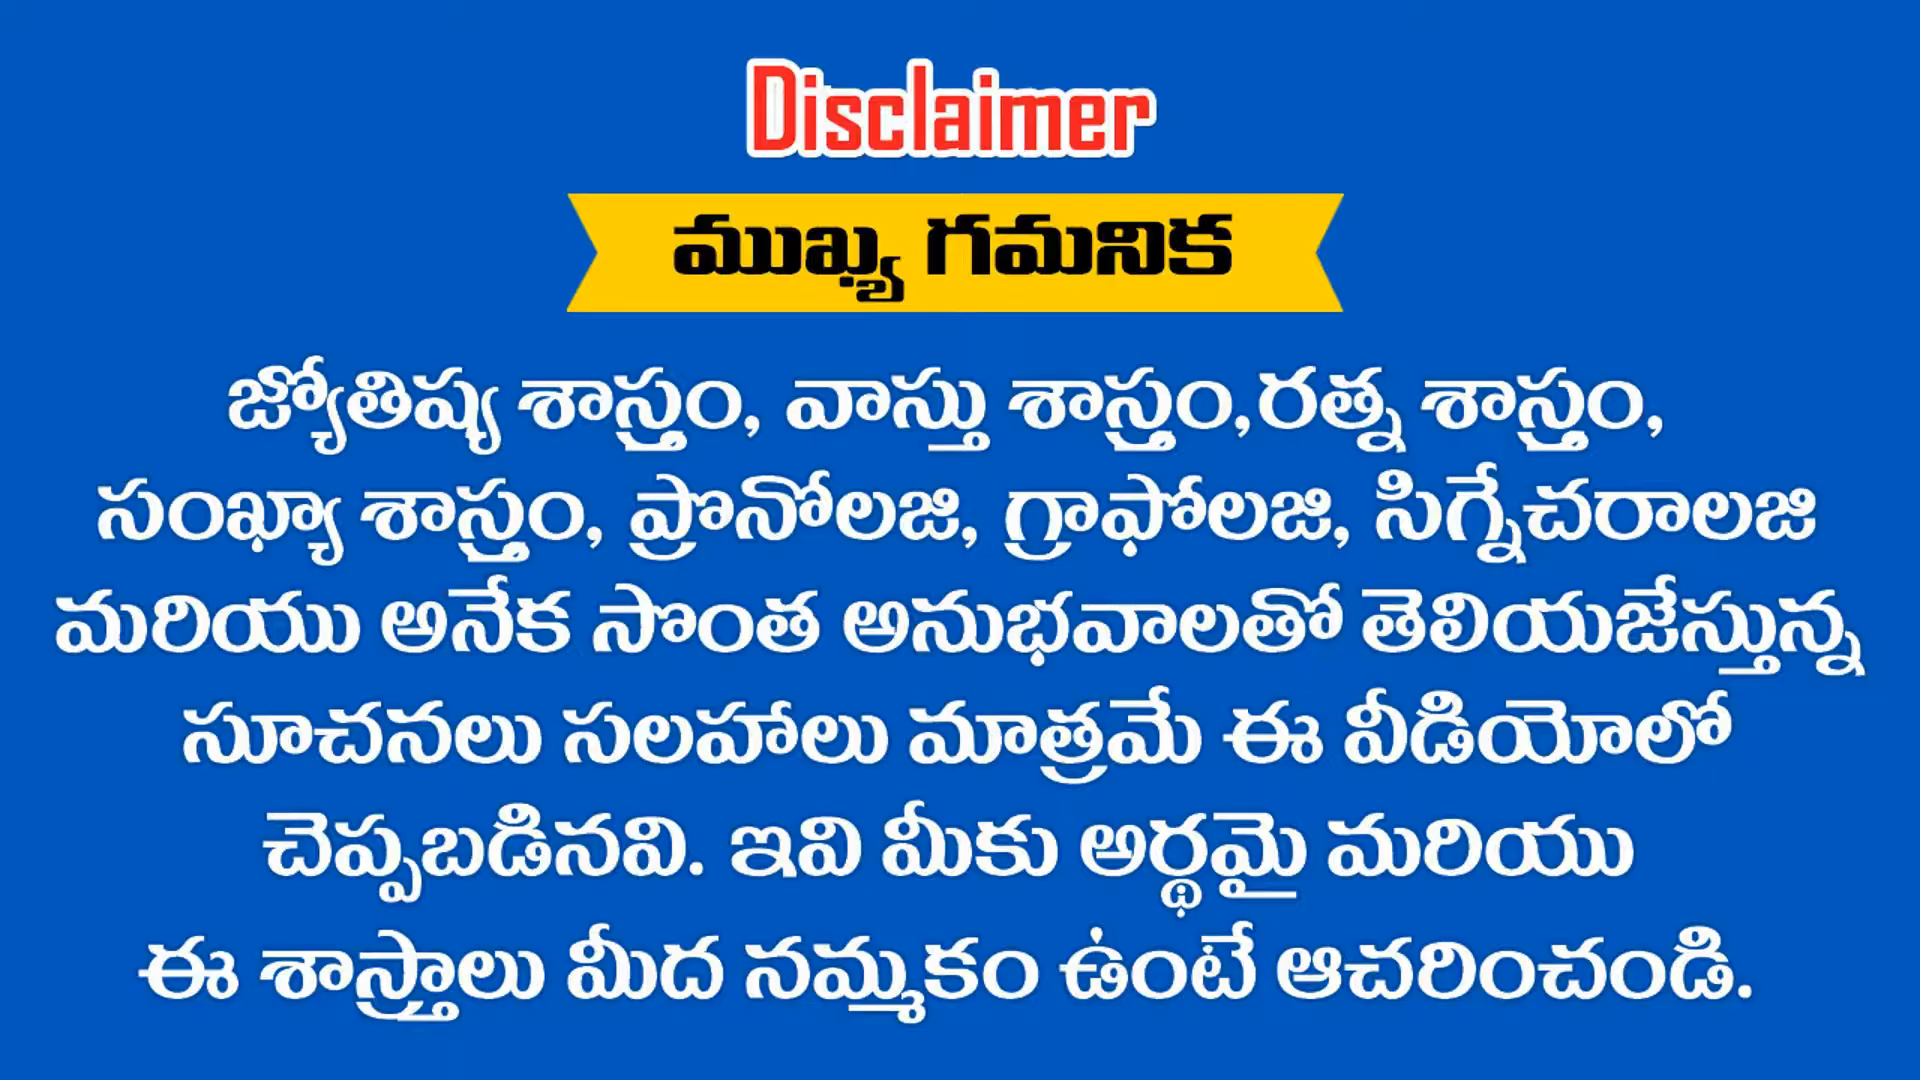 Disclaimer
ముఖ్య గమనిక
జ్యోతిష్య శాస్త్రం, వాస్తు శాస్త్రం,రత్న శాస్త్రం,
సంఖ్యా శాస్త్రం, ప్రొనోలజి, గ్రాఫోలజి, సిగ్నేచరాలజి
మరియు అనేక సొంత అనుభవాలతో తెలియజేస్తున్న
సూచనలు సలహాలు మాత్రమే ఈ వీడియోలో
చెప్పబడినవి. ఇవి మీకు అర్థమై మరియు
ఈ శాస్త్రాలు మీద నమ్మకం ఉంటే ఆచరించండి.